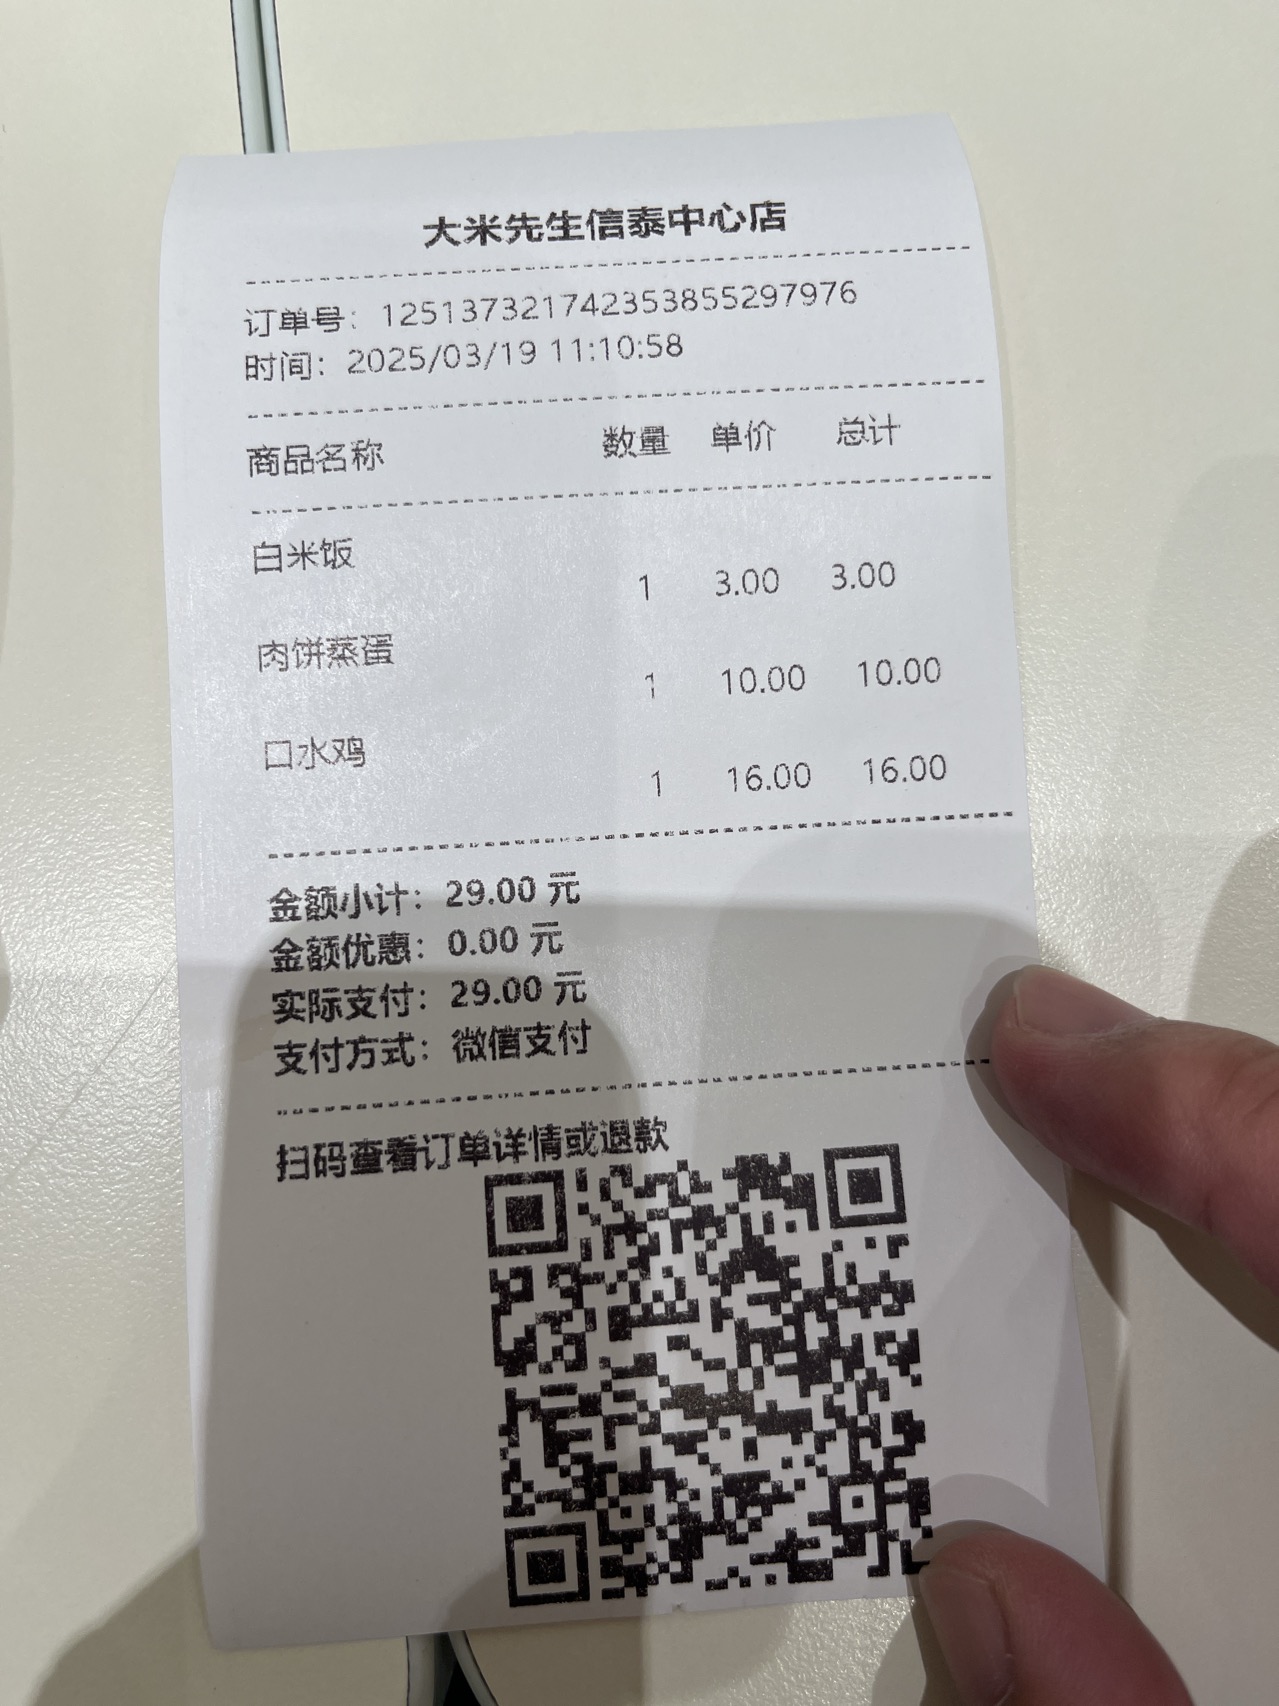 大米先生信泰中心店
订单号：1251373217423538552​97976
时间：2025/03/19 11:10:58
商品名称 数量 单价 总计
白米饭
1 3.00 3.00
肉饼蒸蛋
1 10.00 10.00
口水鸡
1 16.00 16.00
金额小计：29.00 元
金额优惠：0.00 元
实际支付：29.00 元
支付方式：微信支付
扫码查看订单详情或退款